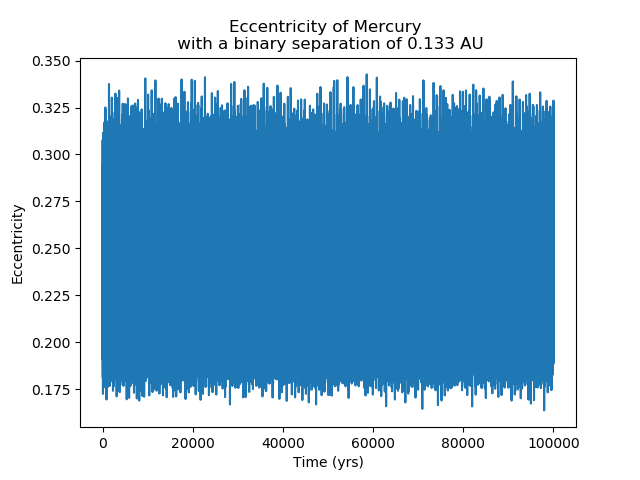 Eccentricity of Mercury
with a binary separation of 0.133 AU
0.350
0.325
0.300
0.275
0.250
0.225
0.200
0.175
Eccentricity
0 20000 40000 60000 80000 100000
Time (yrs)